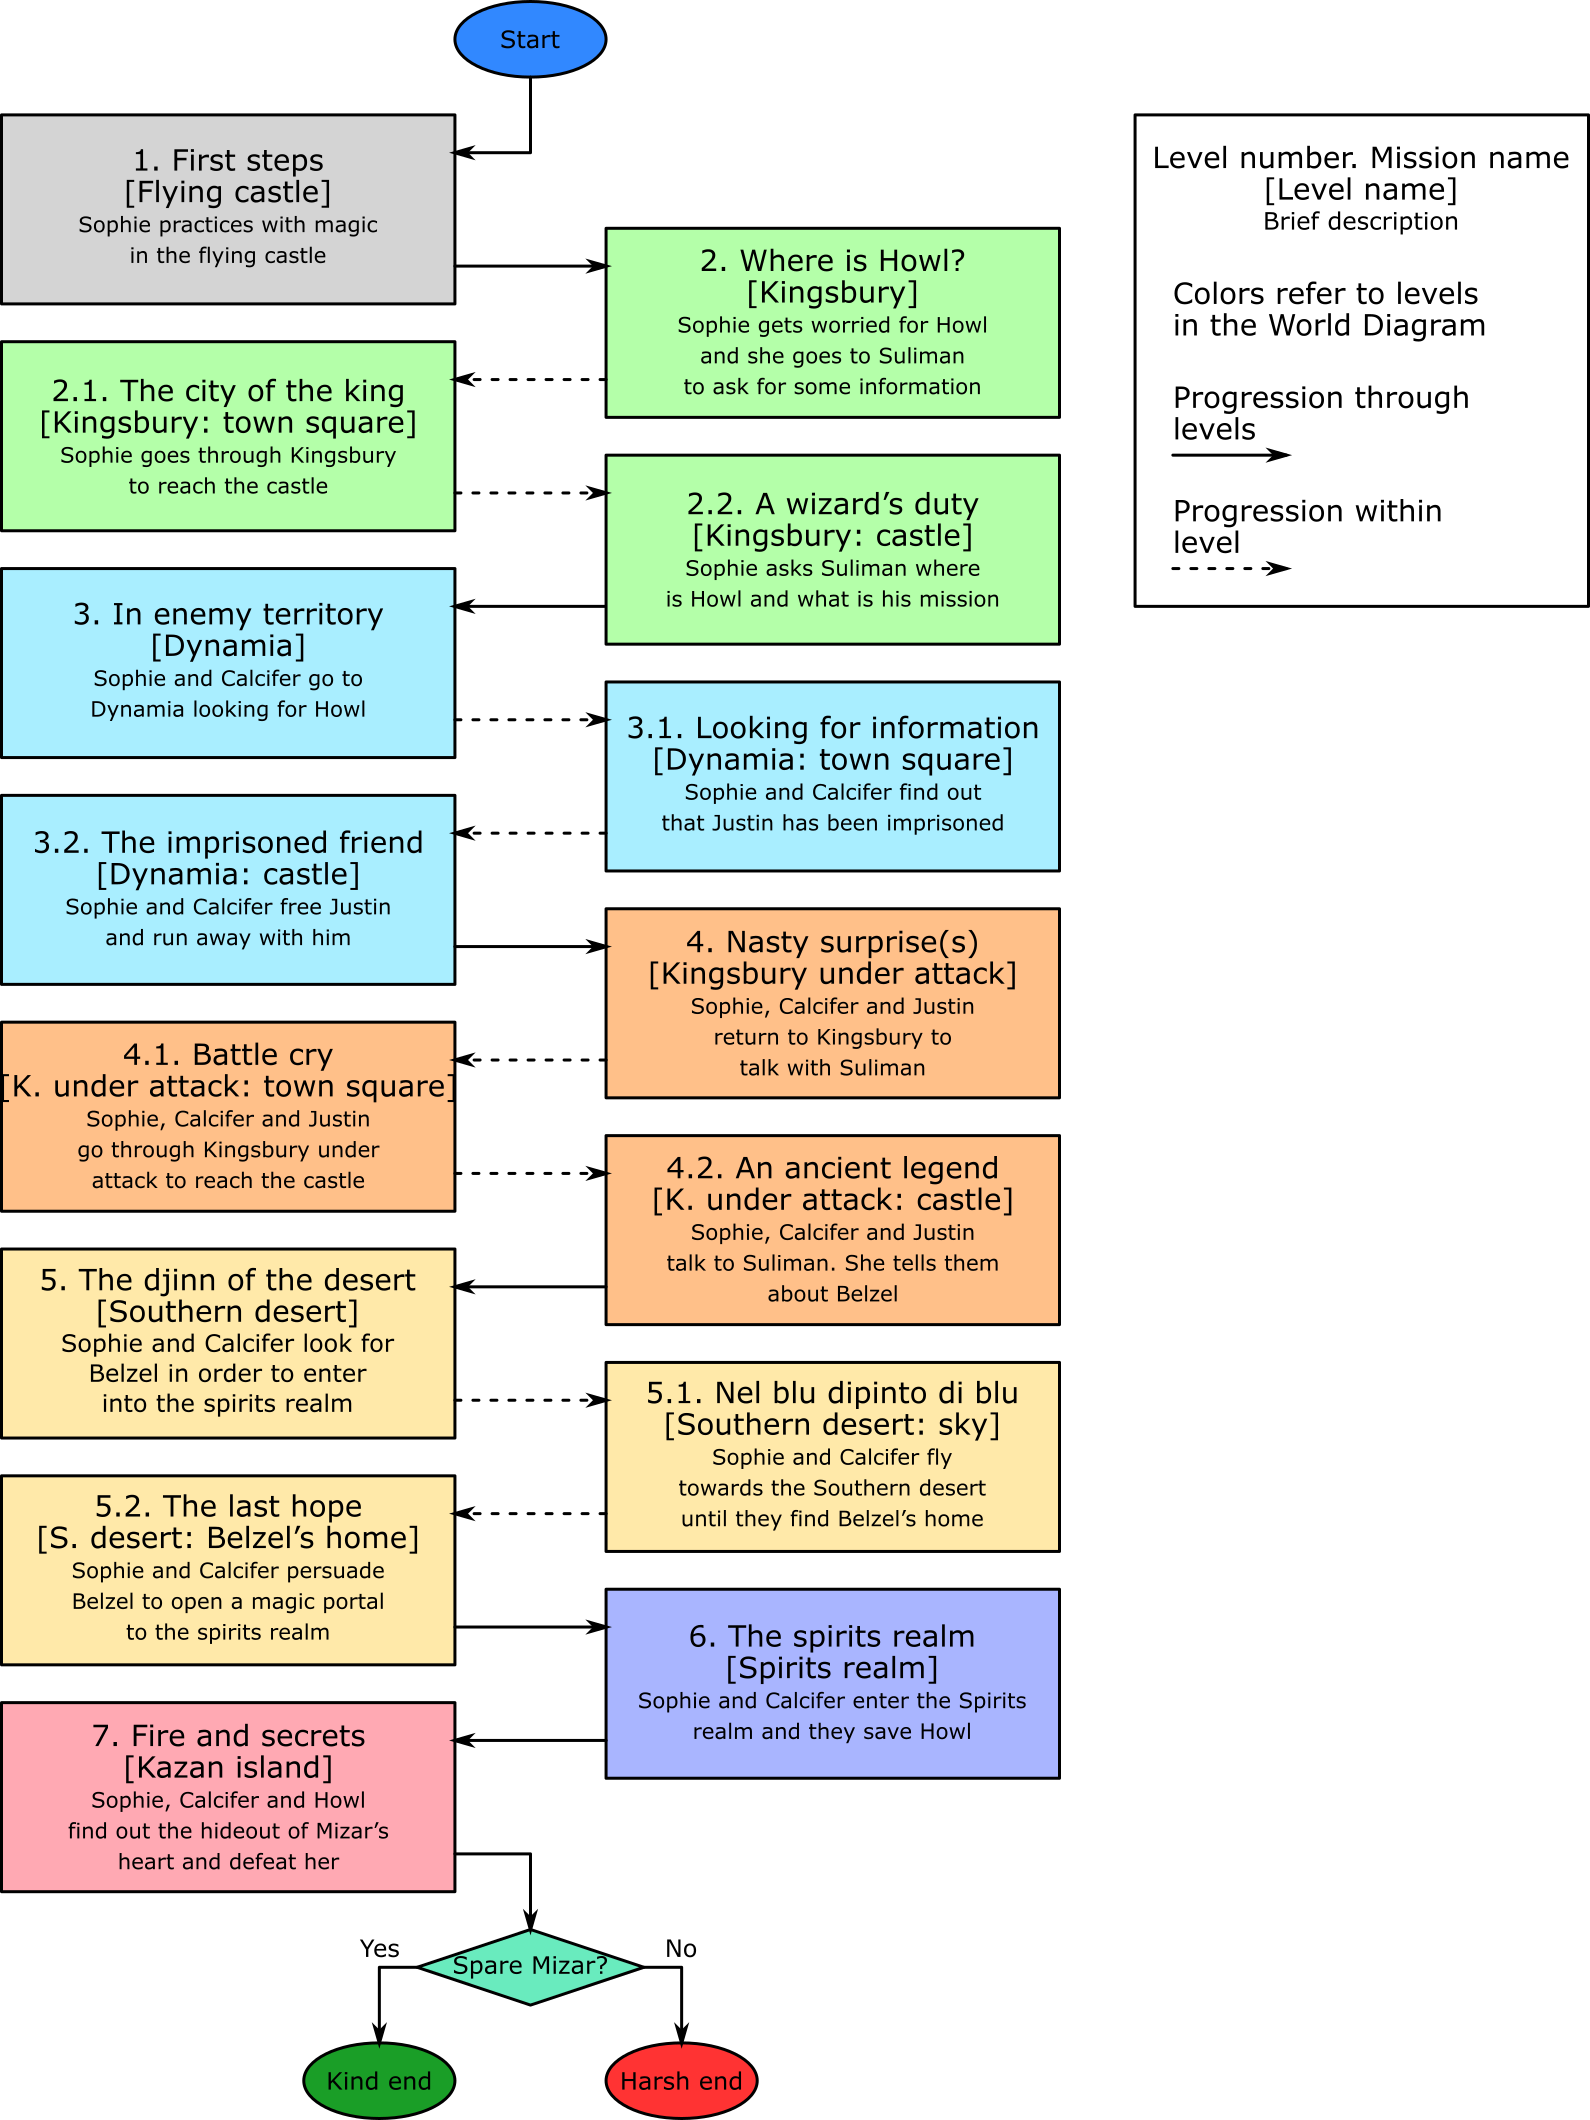 Start
1. First steps
[Flying castle]
Sophie practices with magic
in the flying castle
2. Where is Howl?
[Kingsbury]
Sophie gets worried for Howl
and she goes to Suliman
to ask for some information
2.1. The city of the king
[Kingsbury: town square]
Sophie goes through Kingsbury
to reach the castle
2.2. A wizard’s duty
[Kingsbury: castle]
Sophie asks Suliman where
is Howl and what is his mission
3. In enemy territory
[Dynamia]
Sophie and Calcifer go to
Dynamia looking for Howl
3.1. Looking for information
[Dynamia: town square]
Sophie and Calcifer find out
that Justin has been imprisoned
3.2. The imprisoned friend
[Dynamia: castle]
Sophie and Calcifer free Justin
and run away with him
4. Nasty surprise(s)
[Kingsbury under attack]
Sophie, Calcifer and Justin
return to Kingsbury to
talk with Suliman
4.1. Battle cry
[K. under attack: town square]
Sophie, Calcifer and Justin
go through Kingsbury under
attack to reach the castle
4.2. An ancient legend
[K. under attack: castle]
Sophie, Calcifer and Justin
talk to Suliman. She tells them
about Belzel
5. The djinn of the desert
[Southern desert]
Sophie and Calcifer look for
Belzel in order to enter
into the spirits realm
5.1. Nel blu dipinto di blu
[Southern desert: sky]
Sophie and Calcifer fly
towards the Southern desert
until they find Belzel’s home
5.2. The last hope
[S. desert: Belzel’s home]
Sophie and Calcifer persuade
Belzel to open a magic portal
to the spirits realm
6. The spirits realm
[Spirits realm]
Sophie and Calcifer enter the Spirits
realm and they save Howl
7. Fire and secrets
[Kazan island]
Sophie, Calcifer and Howl
find out the hideout of Mizar’s
heart and defeat her
Spare Mizar?
Yes
No
Kind end
Harsh end
Level number. Mission name
[Level name]
Brief description
Colors refer to levels
in the World Diagram
Progression through
levels
Progression within
level